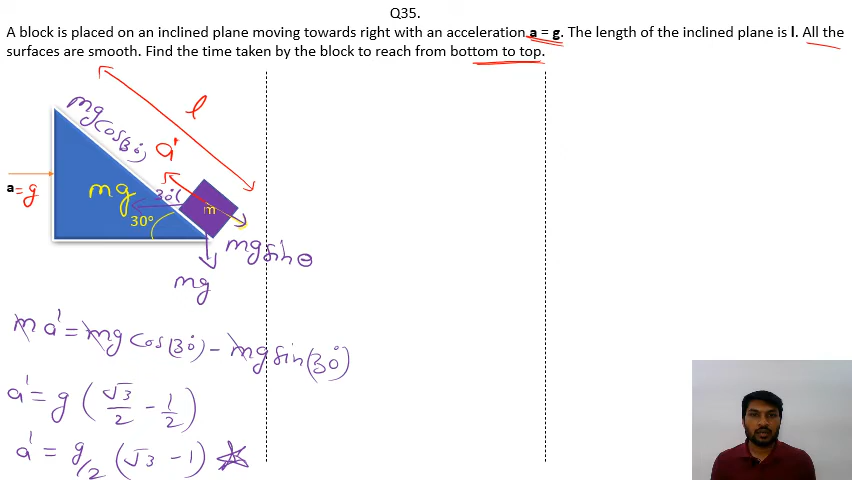 Q35.
A block is placed on an inclined plane moving towards right with an acceleration a = g. The length of the inclined plane is l. All the
surfaces are smooth. Find the time taken by the block to reach from bottom to top.
l
mg cos(30°)
a'
a = g
mg
30°
m
30°
mg sin θ
mg
m a' = mg cos(30°) - mg sin(30°)
a' = g ( √3/2 - 1/2 )
a' = g/2 ( √3 - 1 )